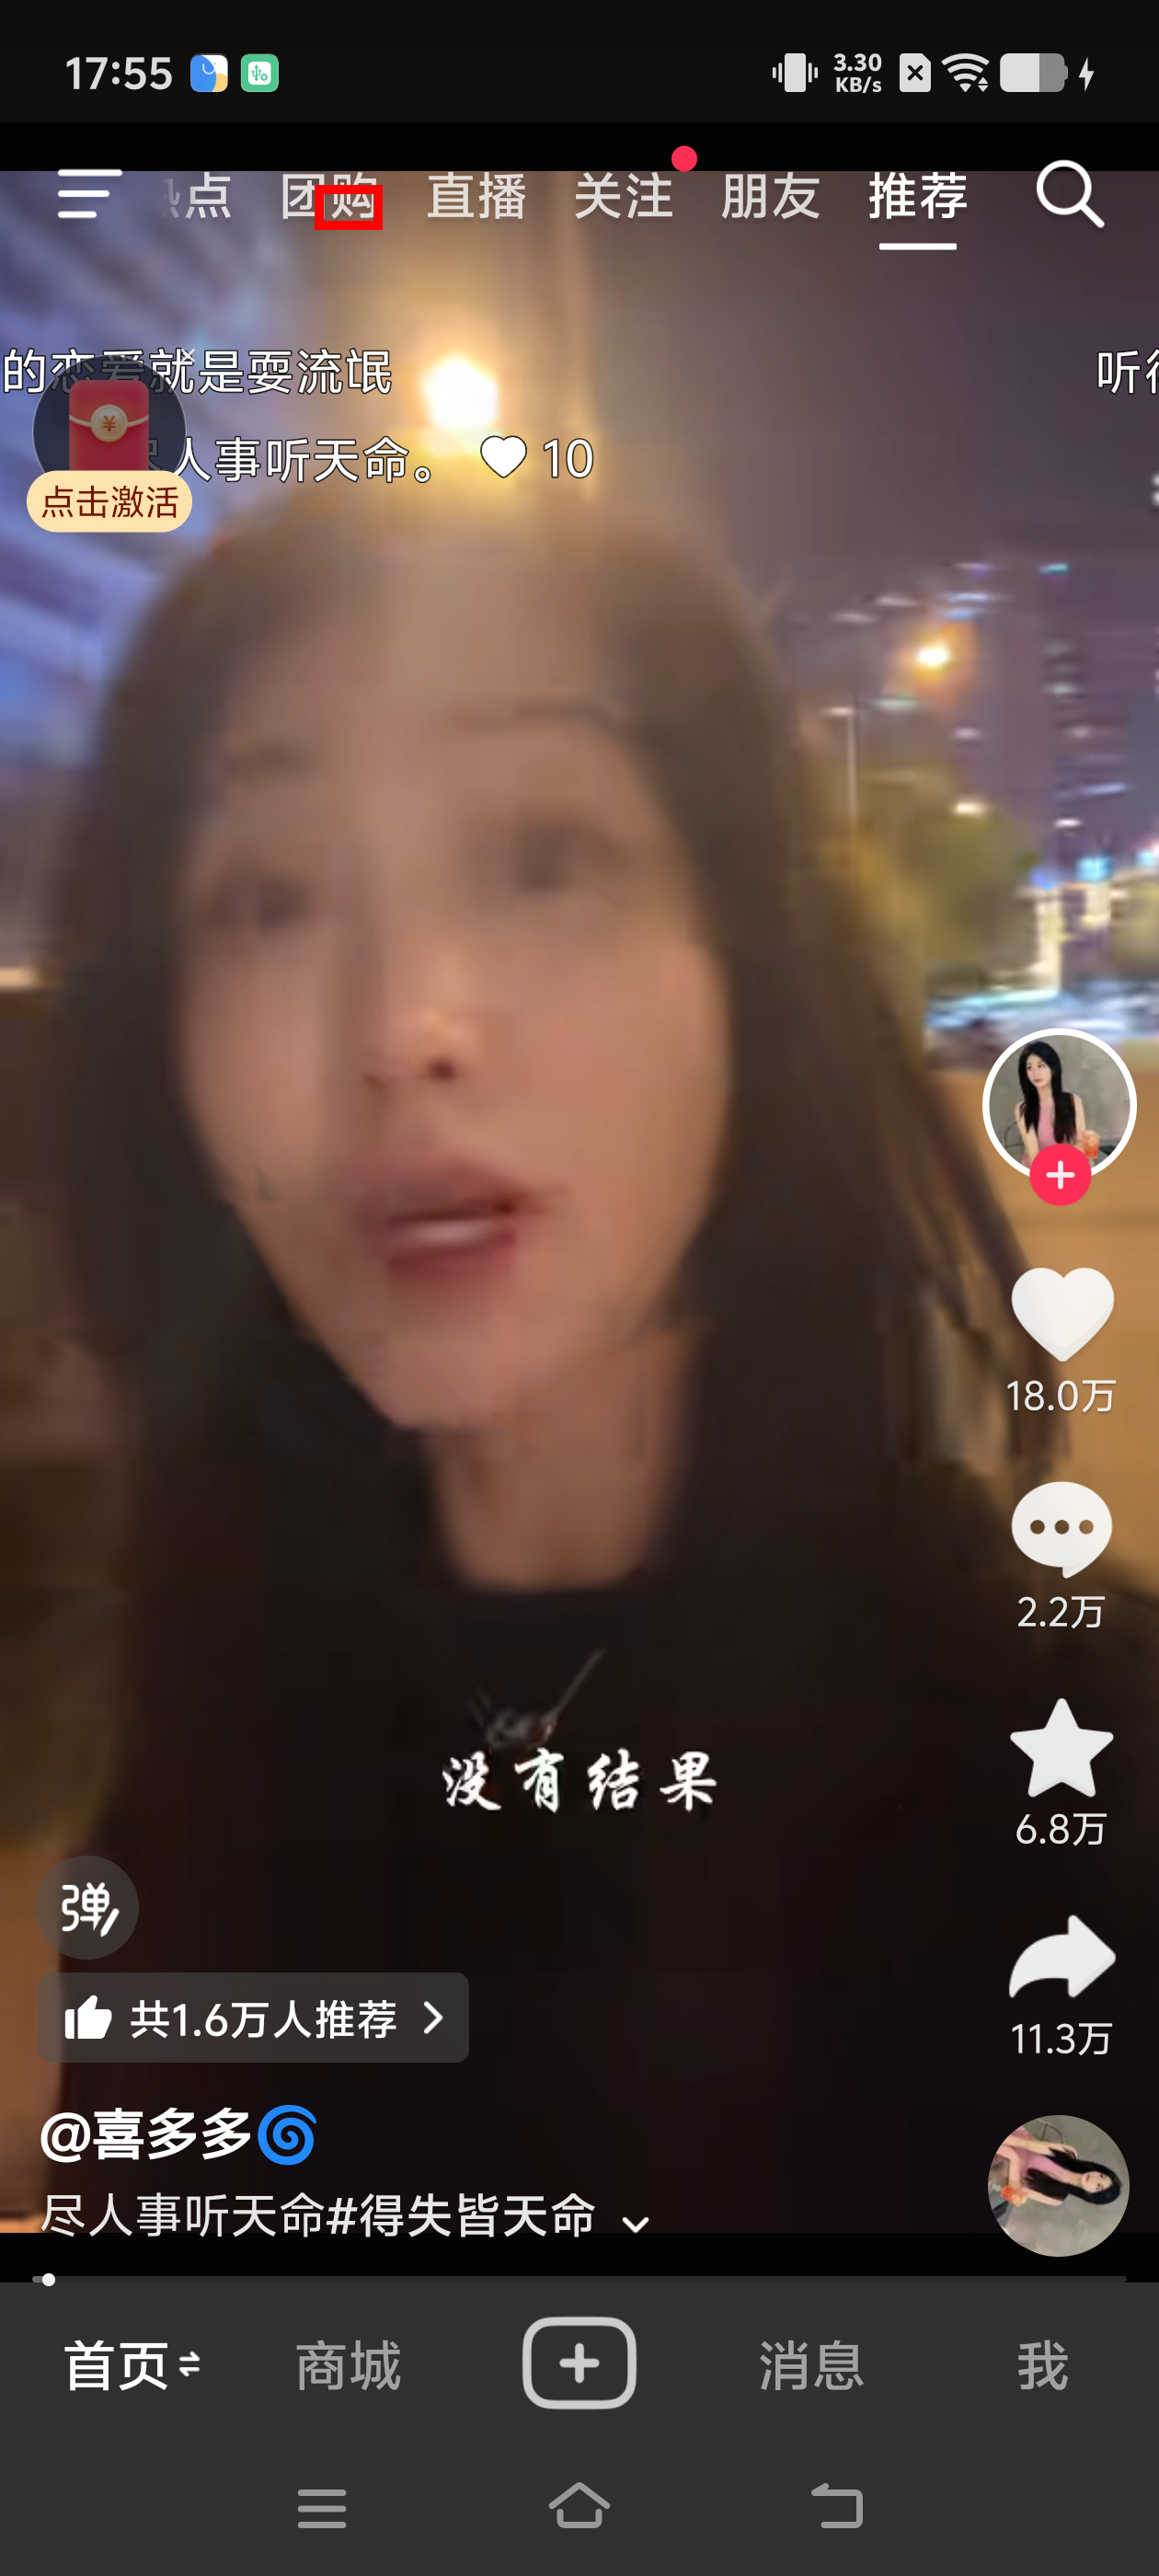 17:55
3.30
KB/s
热点 团购 直播 关注 朋友 推荐
的恋爱就是耍流氓
尽人事听天命。 10
点击激活
18.0万
2.2万
没有结果
6.8万
弹
共1.6万人推荐
11.3万
@喜多多
尽人事听天命#得失皆天命
首页 商城 消息 我